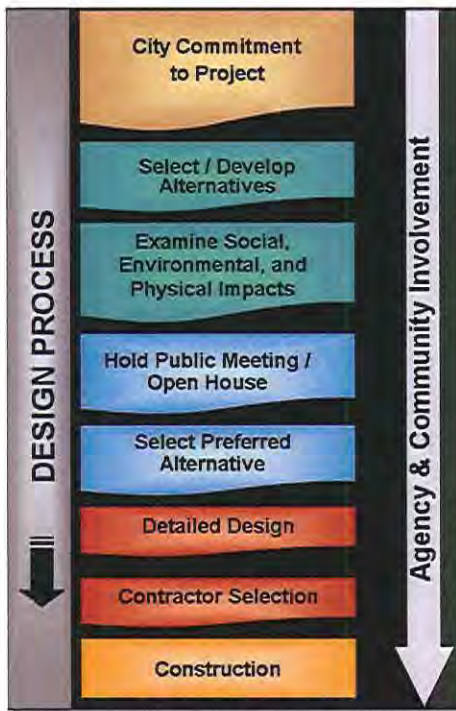 City Commitment
to Project
Select / Develop
Alternatives
Examine Social,
Environmental, and
Physical Impacts
Hold Public Meeting /
Open House
Select Preferred
Alternative
Detailed Design
Contractor Selection
Construction
DESIGN PROCESS
Agency & Community Involvement